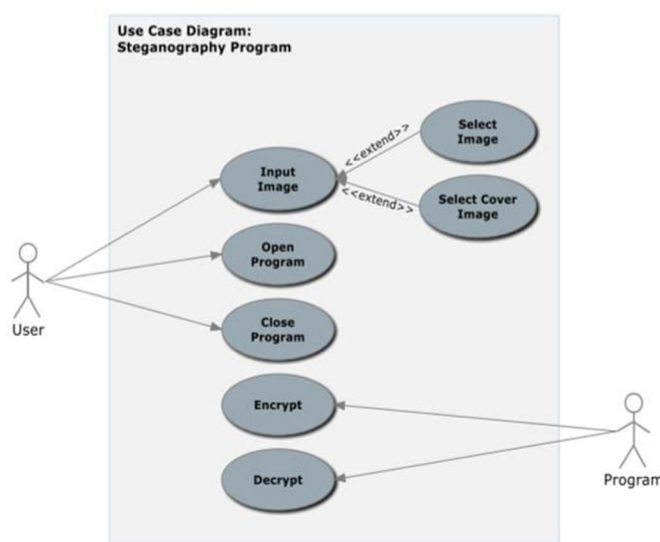 Use Case Diagram:
Steganography Program
Select
Image
<<extend>>
Input
Image
<<extend>>
Select Cover
Image
Open
Program
User
Close
Program
Encrypt
Decrypt
Program